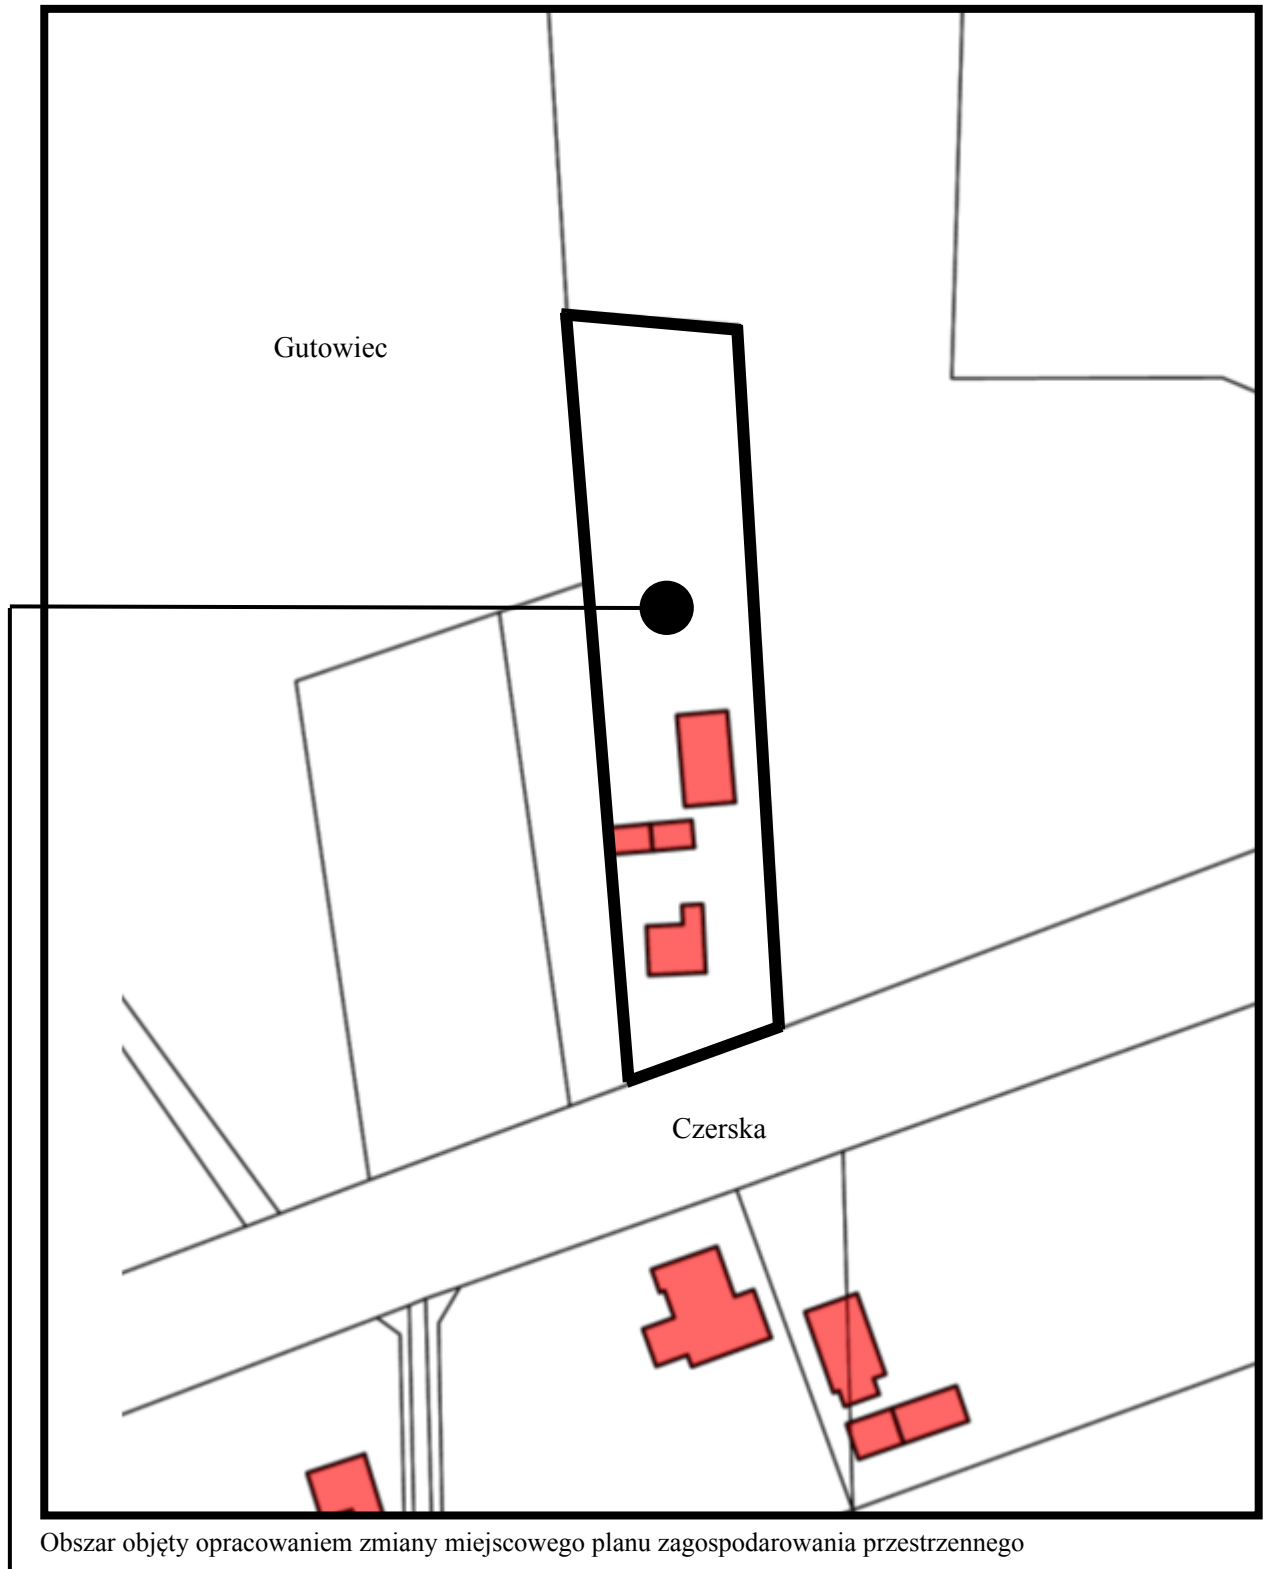 Gutowiec
Czerska
Obszar objęty opracowaniem zmiany miejscowego planu zagospodarowania przestrzennego